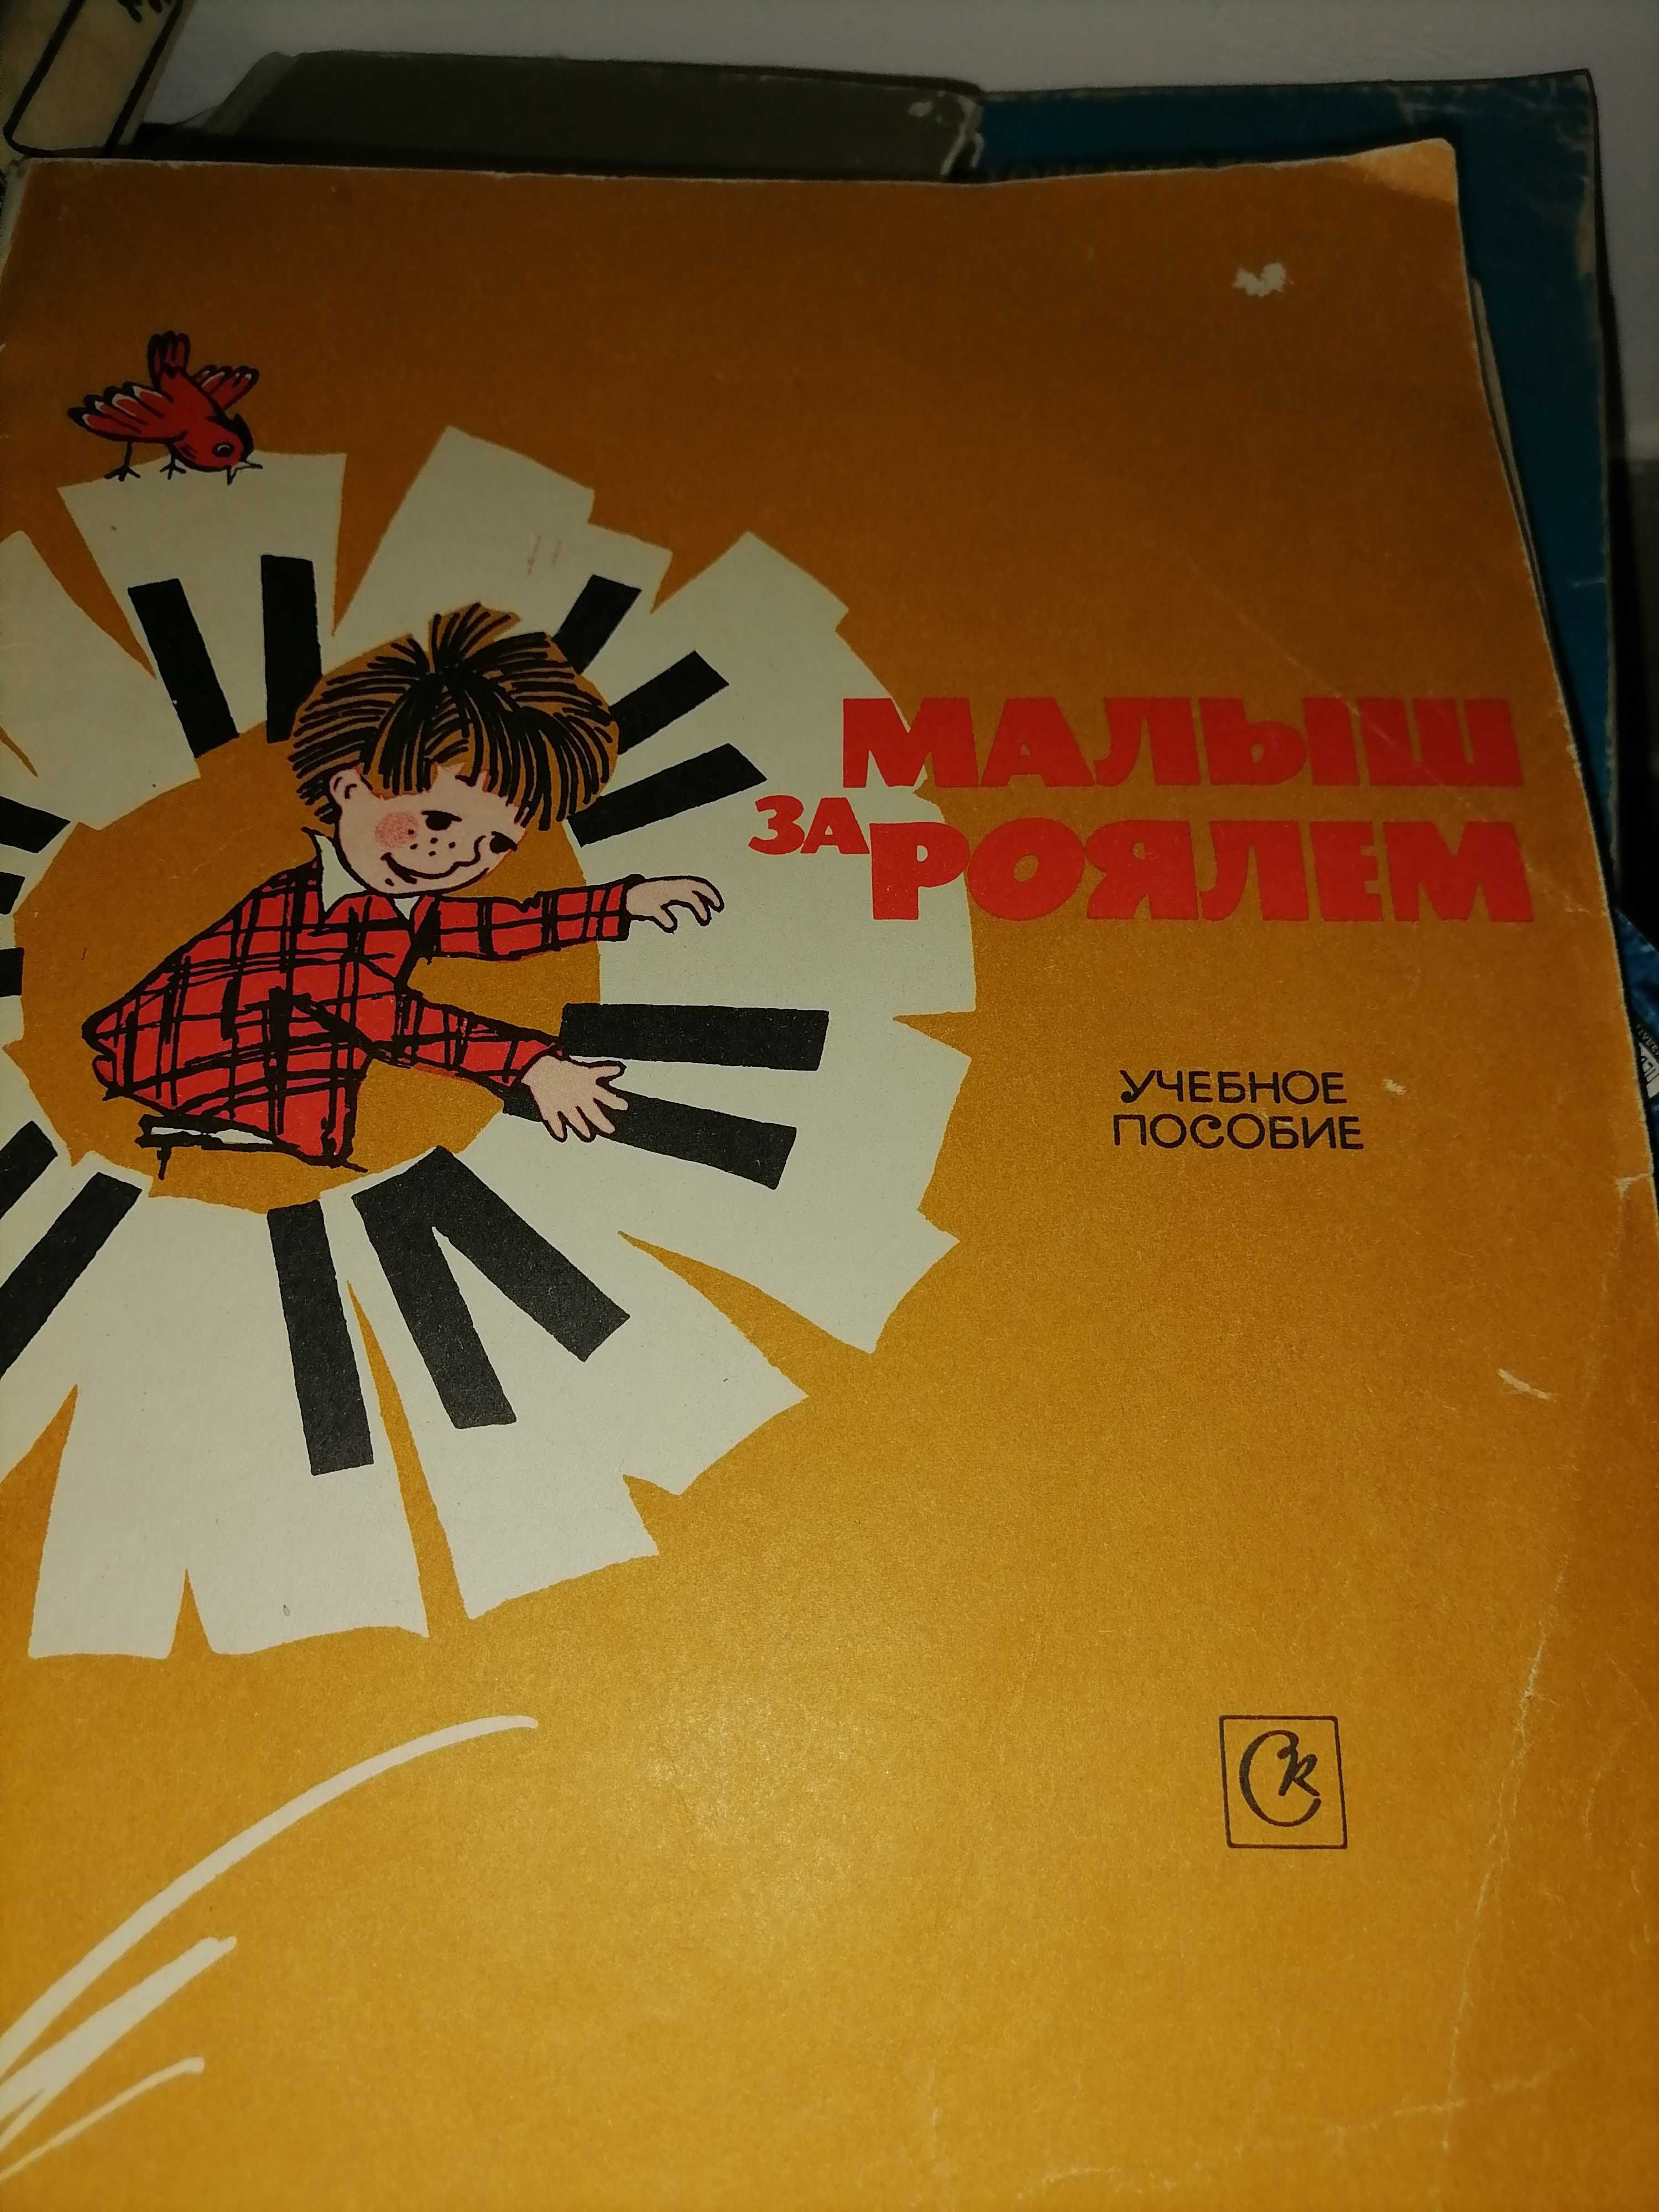 МАЛЫШ
ЗА РОЯЛЕМ
УЧЕБНОЕ
ПОСОБИЕ
СК